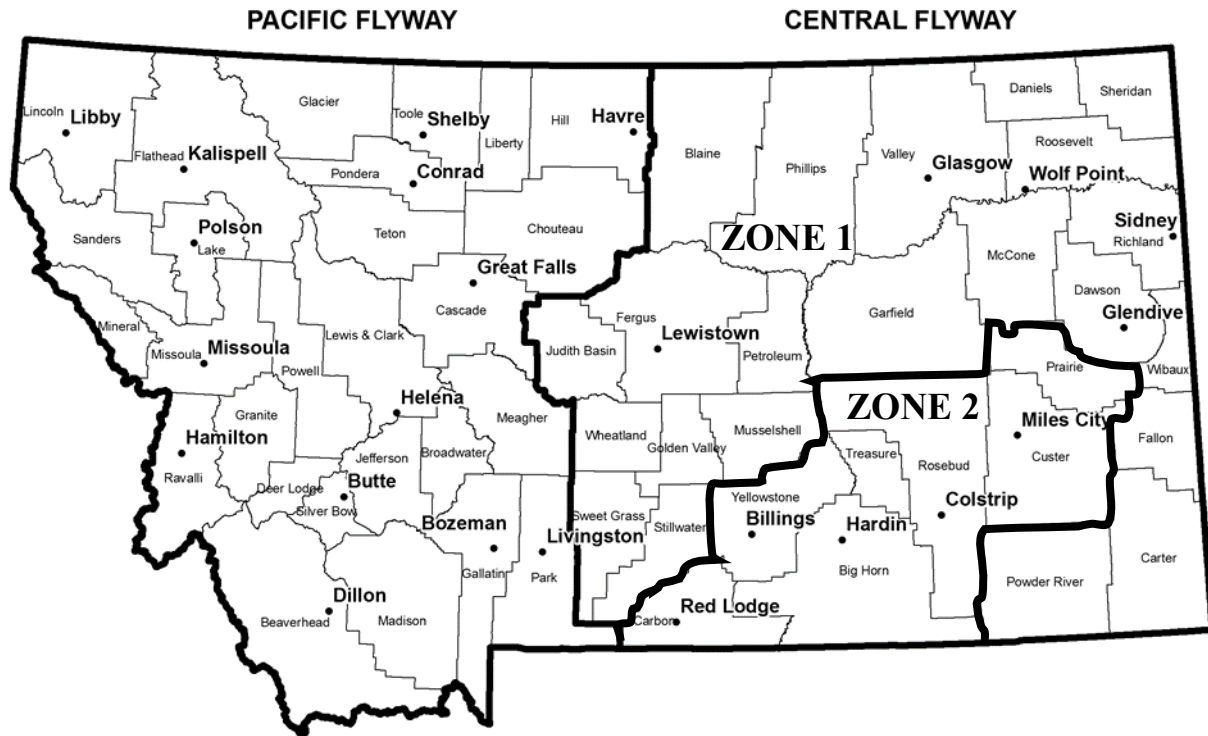 PACIFIC FLYWAY
CENTRAL FLYWAY
Lincoln
Libby
Flathead
Kalispell
Glacier
Toole
Shelby
Liberty
Hill
Havre
Pondera
Conrad
Blaine
Phillips
Valley
Glasgow
Daniels
Sheridan
Roosevelt
Wolf Point
Sanders
Polson
Lake
Teton
Chouteau
ZONE 1
McCone
Sidney
Richland
Great Falls
Cascade
Dawson
Glendive
Mineral
Missoula
Missoula
Powell
Lewis & Clark
Judith Basin
Fergus
Lewistown
Petroleum
Garfield
Prairie
Wibaux
Granite
Helena
Meagher
ZONE 2
Miles City
Custer
Fallon
Hamilton
Ravalli
Deer Lodge
Jefferson
Butte
Silver Bow
Broadwater
Wheatland
Golden Valley
Musselshell
Treasure
Rosebud
Colstrip
Bozeman
Gallatin
Livingston
Park
Sweet Grass
Stillwater
Yellowstone
Billings
Hardin
Big Horn
Powder River
Carter
Dillon
Beaverhead
Madison
Carbon
Red Lodge